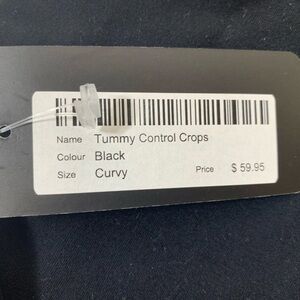 Name Tummy Control Crops
Colour Black
Size Curvy Price $ 59.95